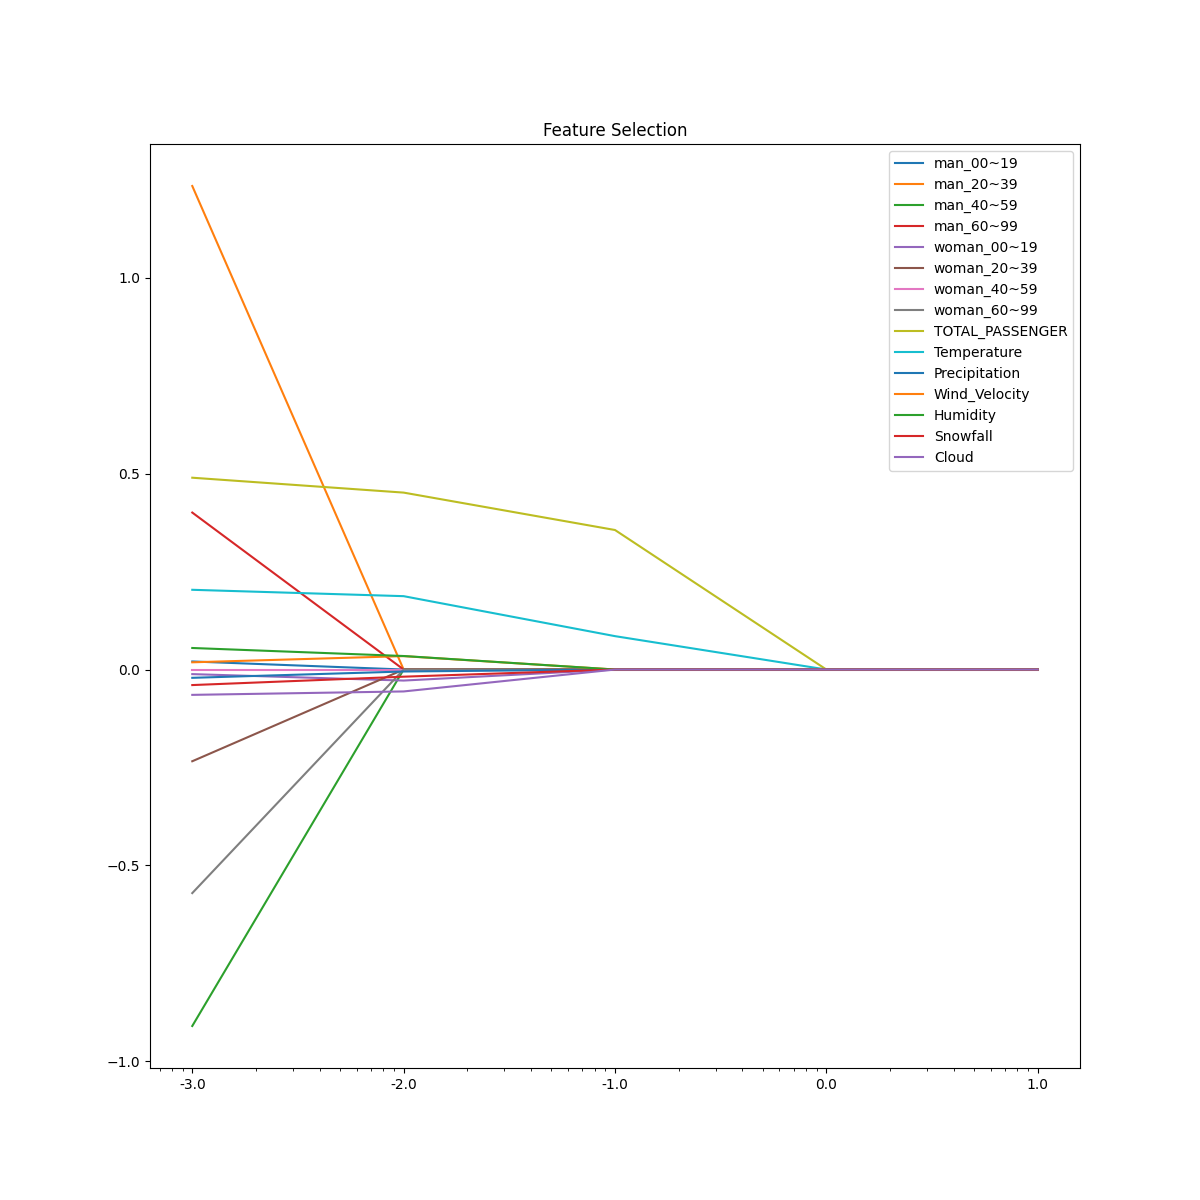 Feature Selection
man_00~19
man_20~39
man_40~59
man_60~99
woman_00~19
woman_20~39
woman_40~59
woman_60~99
TOTAL_PASSENGER
Temperature
Precipitation
Wind_Velocity
Humidity
Snowfall
Cloud
1.0
0.5
0.0
−0.5
−1.0
-3.0 -2.0 -1.0 0.0 1.0